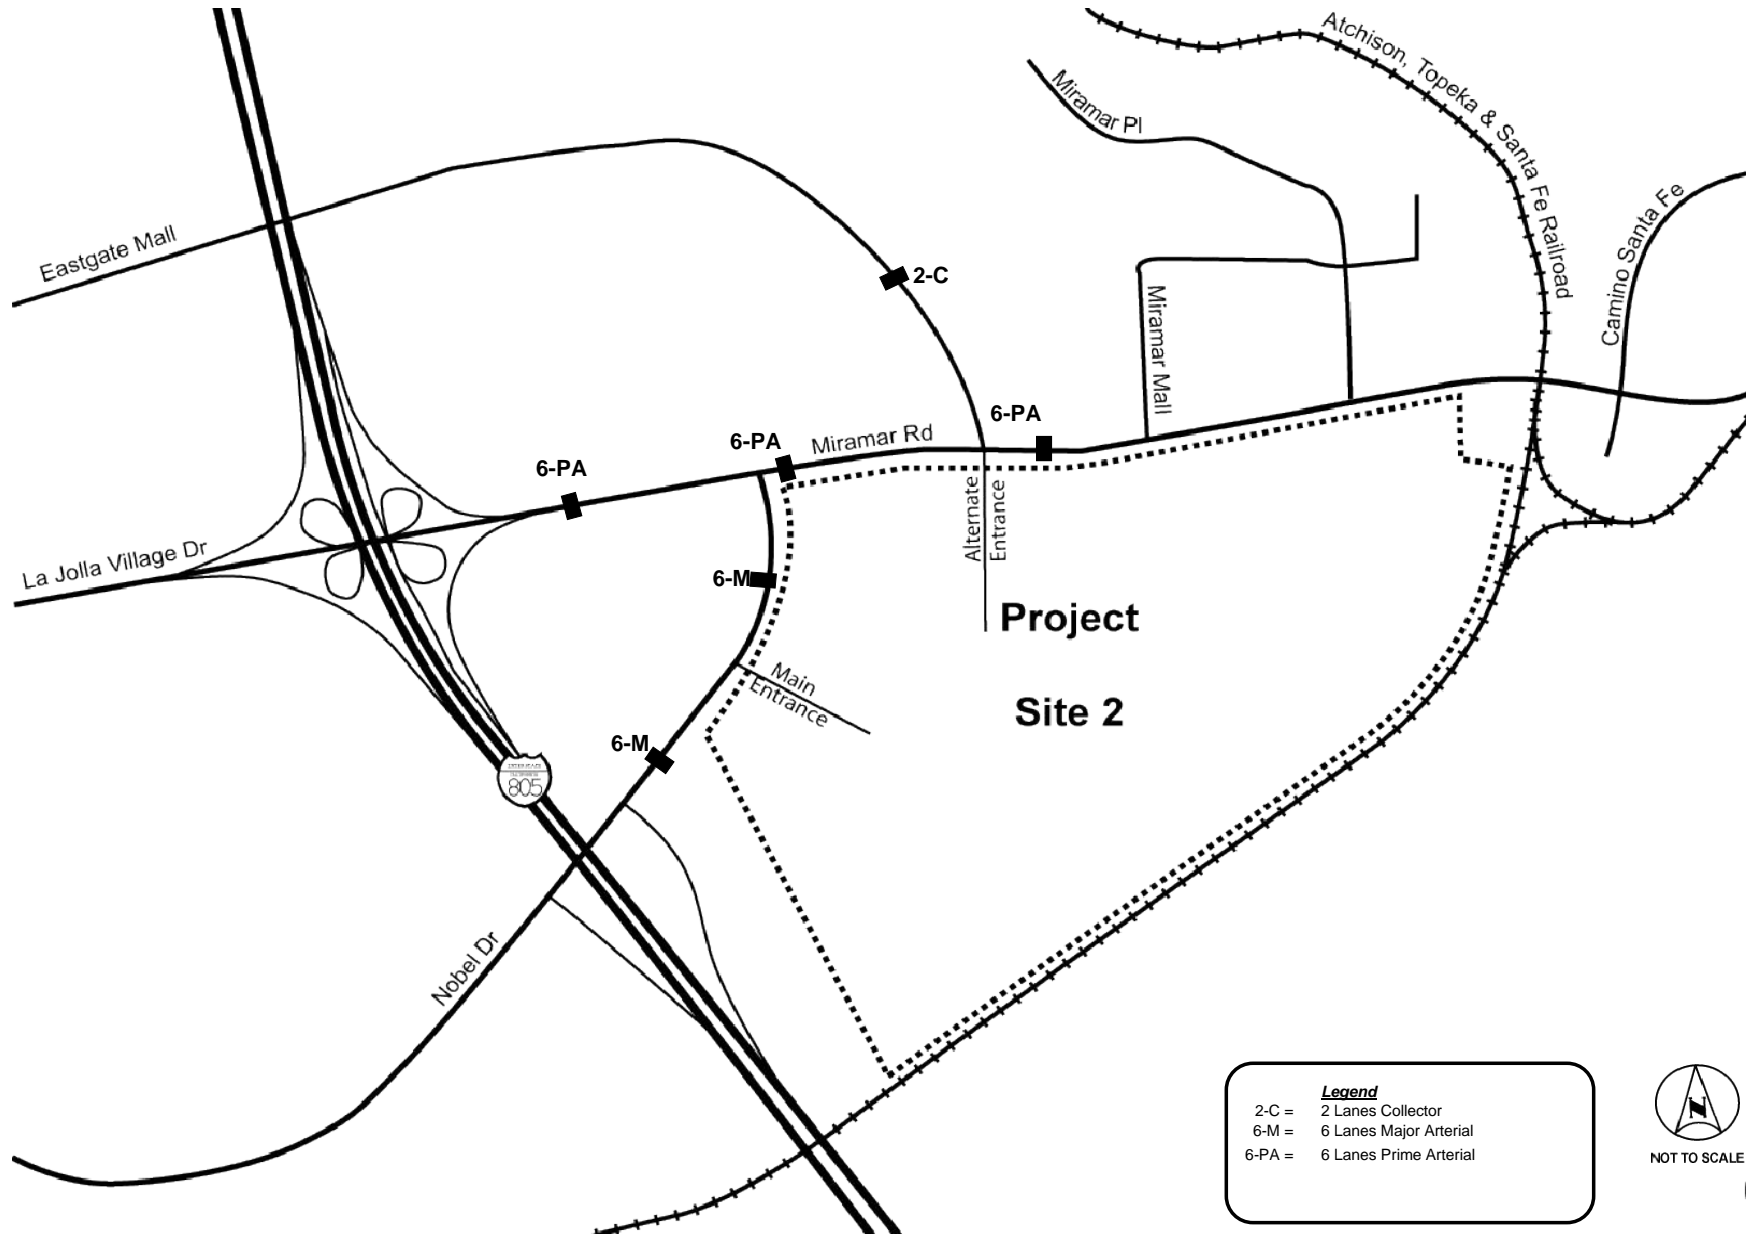 Atchison, Topeka & Santa Fe Railroad
Miramar Pl
Camino Santa Fe
Eastgate Mall
2-C
Miramar Mall
6-PA
Miramar Rd
6-PA
6-PA
Alternate
Entrance
La Jolla Village Dr
6-M
Project
Site 2
Main
Entrance
6-M
805
Nobel Dr
Legend
2-C = 2 Lanes Collector
6-M = 6 Lanes Major Arterial
6-PA = 6 Lanes Prime Arterial
N
NOT TO SCALE